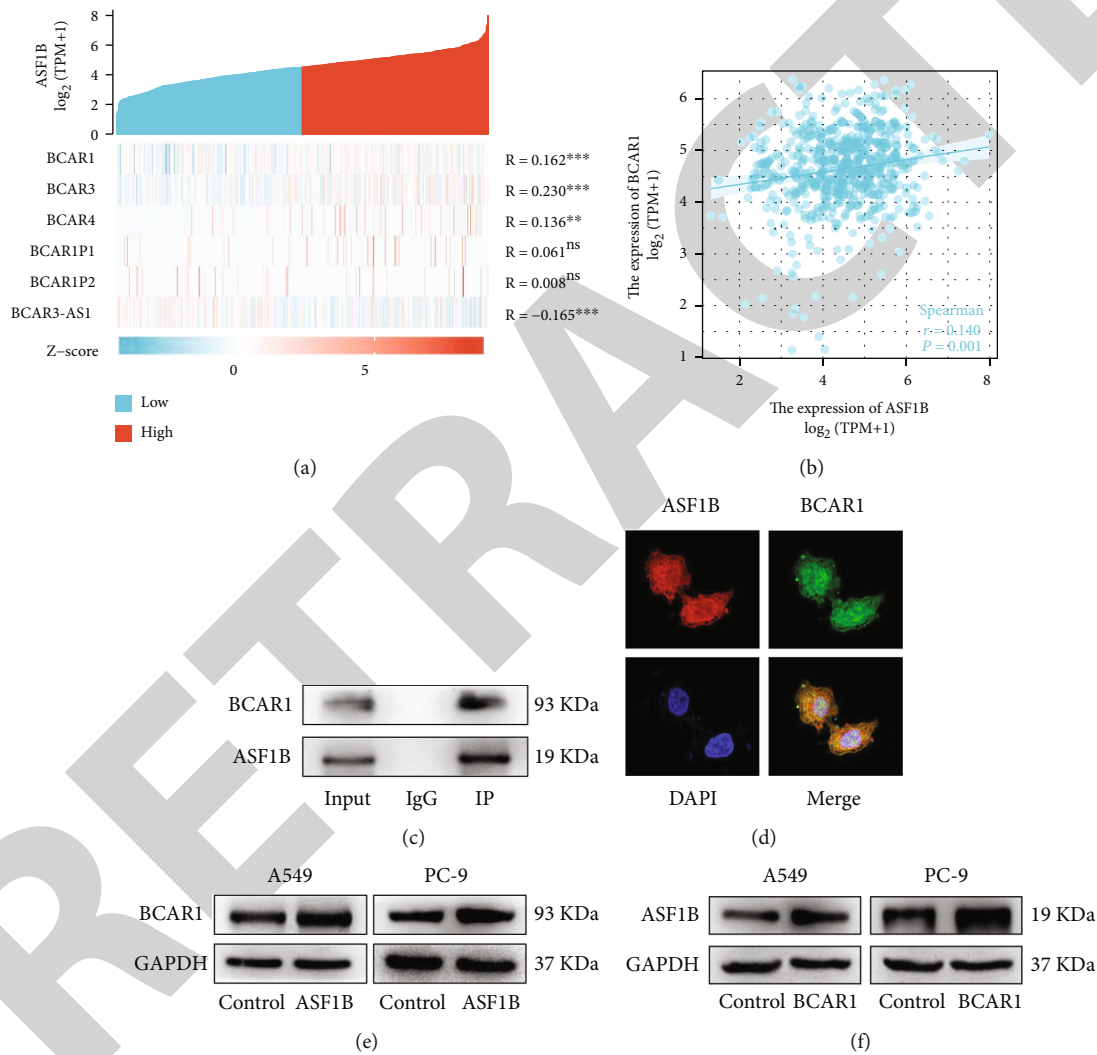 ASF1B
log₂ (TPM+1)
8
6
4
2
0
BCAR1
R = 0.162***
BCAR3
R = 0.230***
BCAR4
R = 0.136**
BCAR1P1
R = 0.061ns
BCAR1P2
R = 0.008ns
BCAR3-AS1
R = −0.165***
Z−score
0
5
Low
High
(a)
The expression of BCAR1
log₂ (TPM+1)
6
5
4
3
2
1
Spearman
r = 0.140
P = 0.001
2
4
6
8
The expression of ASF1B
log₂ (TPM+1)
(b)
BCAR1
93 KDa
ASF1B
19 KDa
Input IgG IP
(c)
ASF1B BCAR1
DAPI Merge
(d)
A549 PC-9
BCAR1
93 KDa
GAPDH
37 KDa
Control ASF1B Control ASF1B
(e)
A549 PC-9
ASF1B
19 KDa
GAPDH
37 KDa
Control BCAR1 Control BCAR1
(f)
RETRACTE